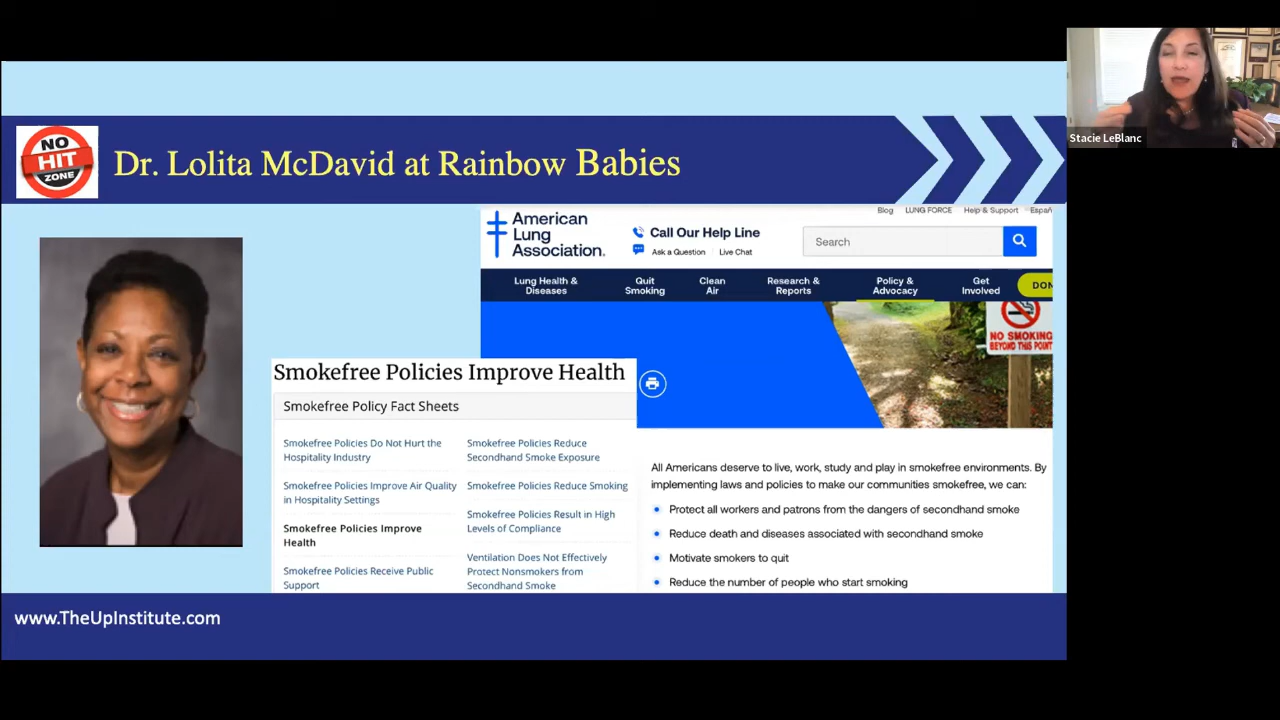 NO
HIT
ZONE
Dr. Lolita McDavid at Rainbow Babies
Stacie LeBlanc
Blog LUNG FORCE Help & Support Españ
American
Lung
Association.
Call Our Help Line
Ask a Question Live Chat
Search
Lung Health &
Diseases
Quit
Smoking
Clean
Air
Research &
Reports
Policy &
Advocacy
Get
Involved
DON
NO SMOKING
BEYOND THIS POINT
Smokefree Policies Improve Health
Smokefree Policy Fact Sheets
Smokefree Policies Do Not Hurt the
Hospitality Industry
Smokefree Policies Improve Air Quality
in Hospitality Settings
Smokefree Policies Improve
Health
Smokefree Policies Receive Public
Support
Smokefree Policies Reduce
Secondhand Smoke Exposure
Smokefree Policies Reduce Smoking
Smokefree Policies Result in High
Levels of Compliance
Ventilation Does Not Effectively
Protect Nonsmokers from
Secondhand Smoke
All Americans deserve to live, work, study and play in smokefree environments. By
implementing laws and policies to make our communities smokefree, we can:
Protect all workers and patrons from the dangers of secondhand smoke
Reduce death and diseases associated with secondhand smoke
Motivate smokers to quit
Reduce the number of people who start smoking
www.TheUpInstitute.com